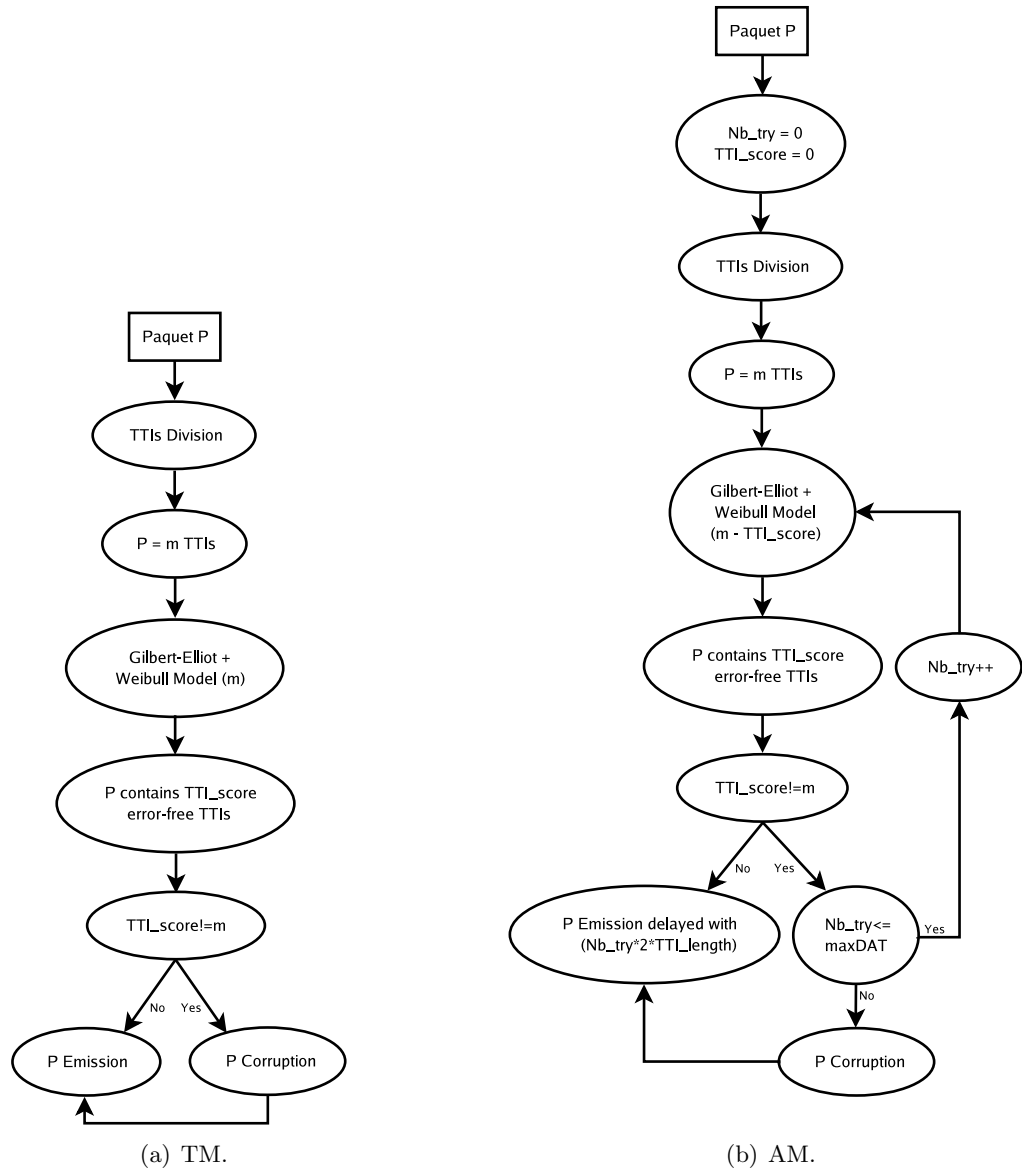 Paquet P
TTIs Division
P = m TTIs
Gilbert-Elliot +
Weibull Model (m)
P contains TTI_score
error-free TTIs
TTI_score!=m
No
Yes
P Emission
P Corruption
(a) TM.
Paquet P
Nb_try = 0
TTI_score = 0
TTIs Division
P = m TTIs
Gilbert-Elliot +
Weibull Model
(m - TTI_score)
P contains TTI_score
error-free TTIs
Nb_try++
TTI_score!=m
No
Yes
P Emission delayed with
(Nb_try*2*TTI_length)
Nb_try<=
maxDAT
Yes
No
P Corruption
(b) AM.